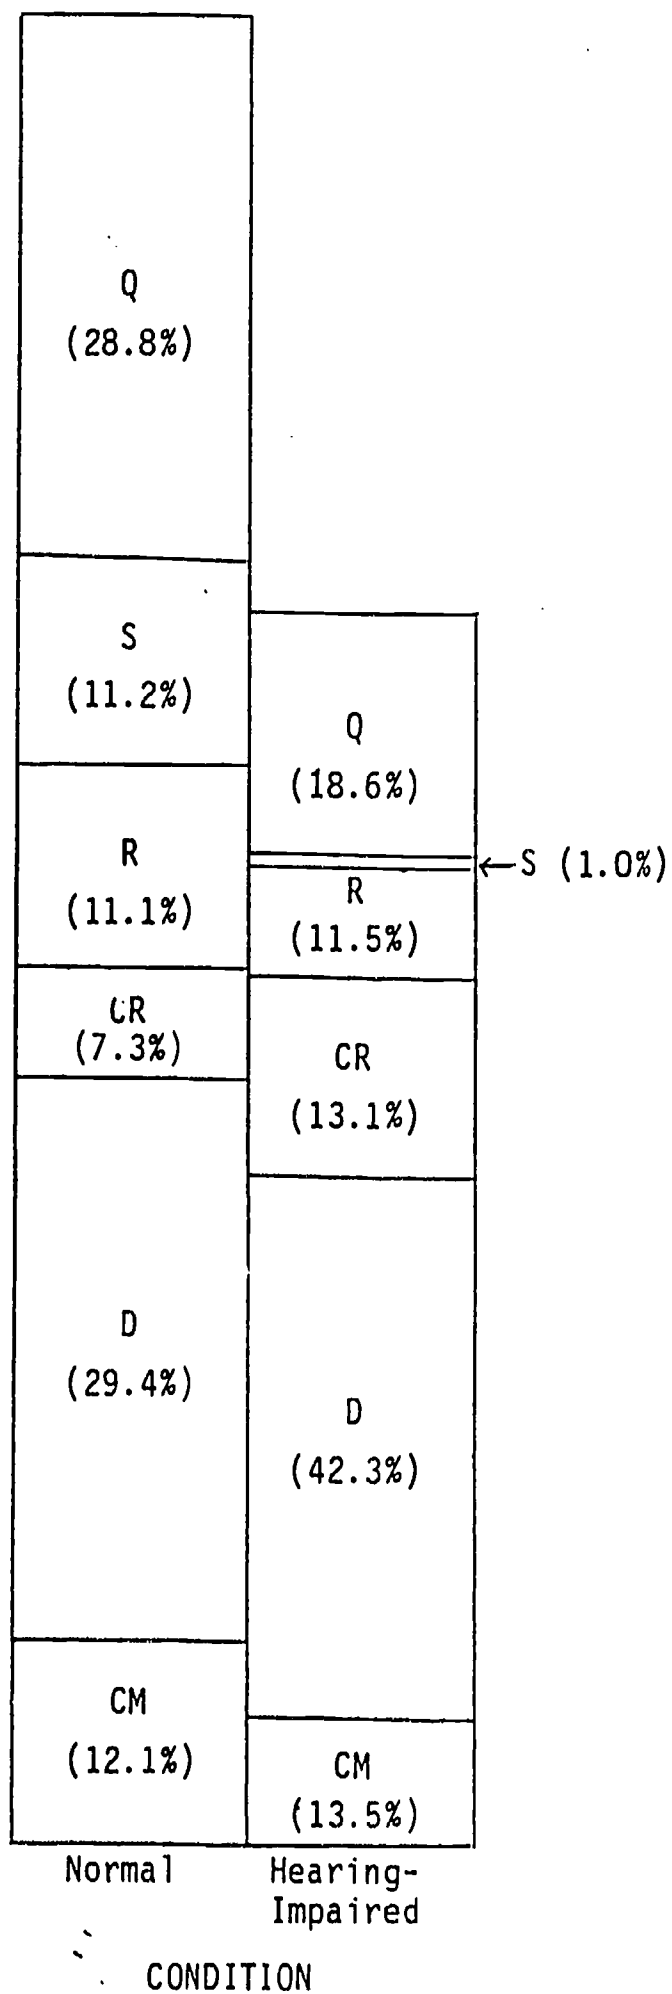 Q
(28.8%)
S
(11.2%)
R
(11.1%)
CR
(7.3%)
D
(29.4%)
CM
(12.1%)
Q
(18.6%)
←S (1.0%)
R
(11.5%)
CR
(13.1%)
D
(42.3%)
CM
(13.5%)
Normal
Hearing-
Impaired
CONDITION